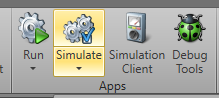 Run Simulate Simulation Debug
Client Tools
Apps